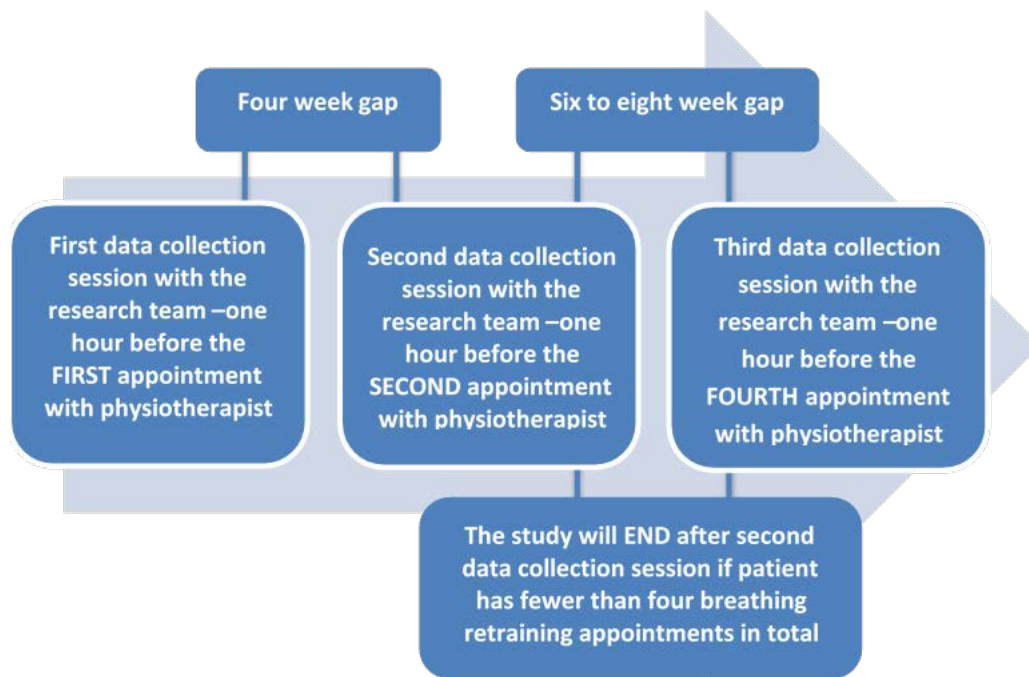 Four week gap
Six to eight week gap
First data collection
session with the
research team –one
hour before the
FIRST appointment
with physiotherapist
Second data collection
session with the
research team –one
hour before the
SECOND appointment
with physiotherapist
Third data collection
session with the
research team –one
hour before the
FOURTH appointment
with physiotherapist
The study will END after second
data collection session if patient
has fewer than four breathing
retraining appointments in total